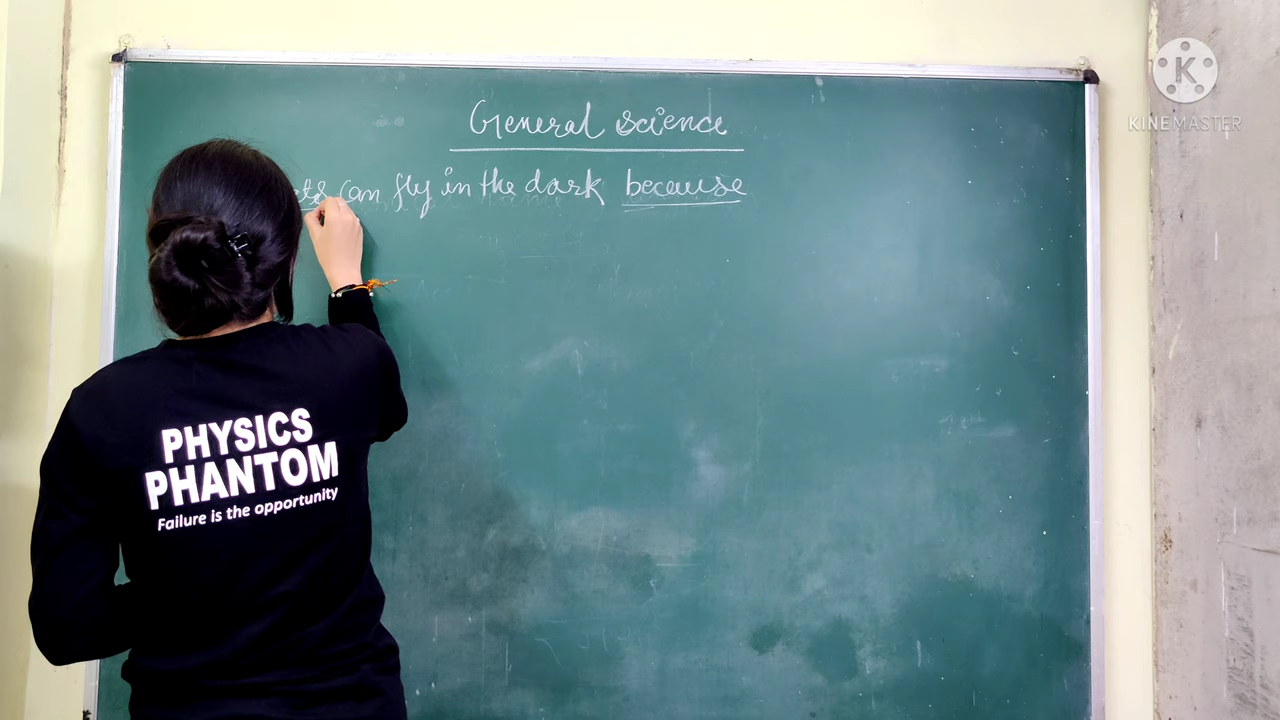 General science
can fly in the dark because
PHYSICS
PHANTOM
Failure is the opportunity
K
KINEMASTER